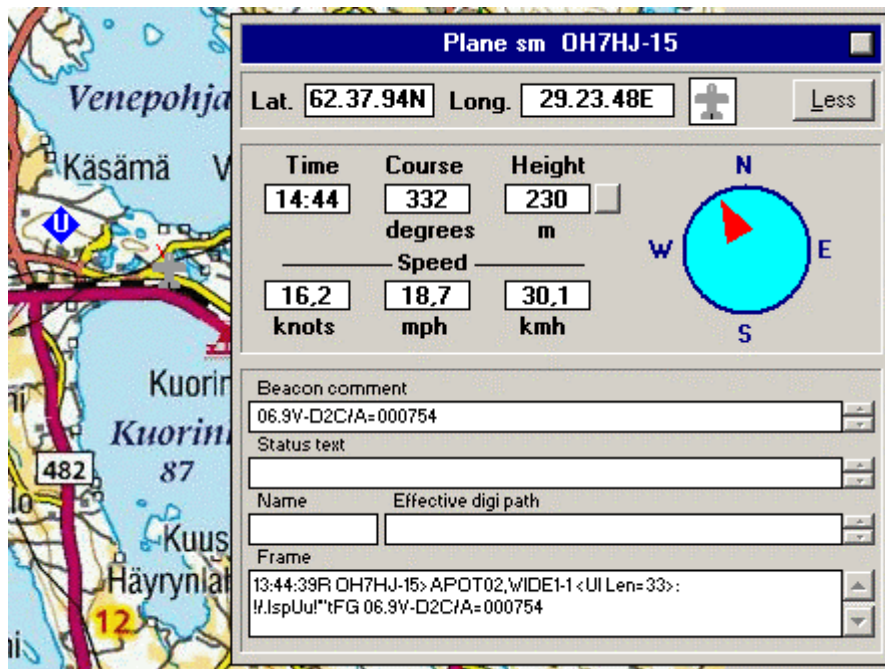 Plane sm OH7HJ-15
Lat. 62.37.94N Long. 29.23.48E Less
Time Course Height
14:44 332 230
degrees m
Speed
16,2 18,7 30,1
knots mph kmh
N
W E
S
Beacon comment
06.9V-D2C/A=000754
Status text
Name Effective digi path
Frame
13:44:39R OH7HJ-15>APOT02,WIDE1-1<UI Len=33>:
!/.IspUu!"'tFG 06.9V-D2C/A=000754
Venepohja
Käsämä V
U
Kuorin
Kuorin
482
87
lo
Kuus
Häyrynla
12
ni